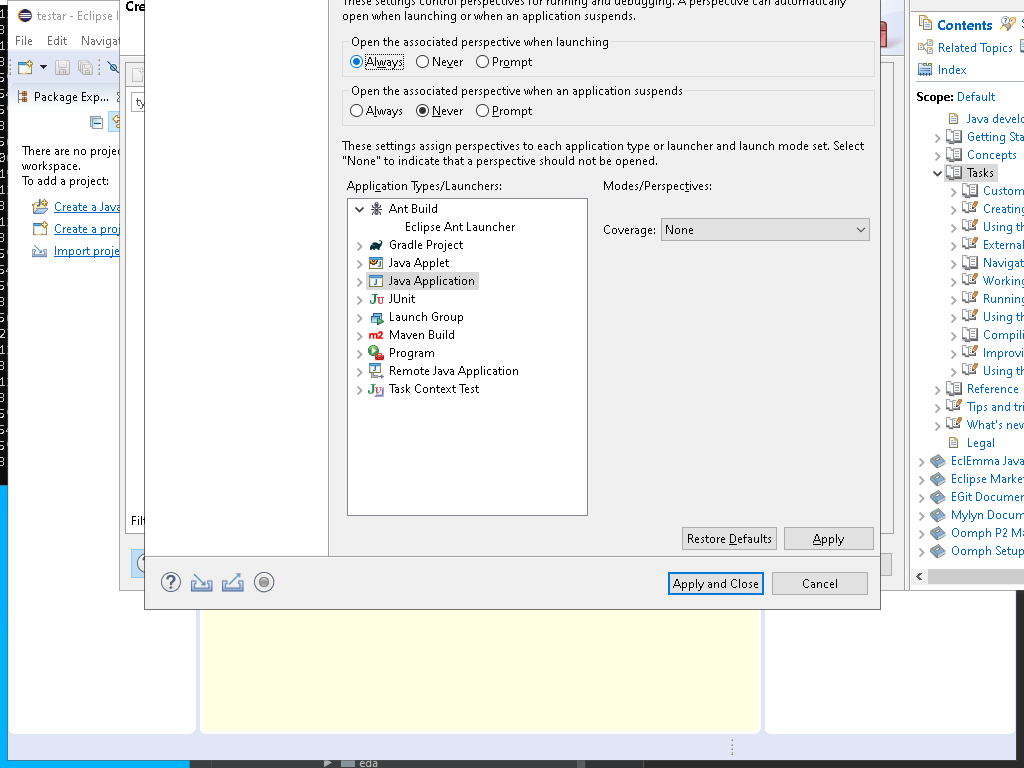 testar - Eclipse I
File
Edit
Navigat
Package Exp...
There are no proje
workspace.
To add a project:
Create a Java
Create a proj
Import proje
Cre
ty
Filt
These settings control perspectives for running and debugging. A perspective can automatically
open when launching or when an application suspends.
Open the associated perspective when launching
Always
Never
Prompt
Open the associated perspective when an application suspends
Always
Never
Prompt
These settings assign perspectives to each application type or launcher and launch mode set. Select
"None" to indicate that a perspective should not be opened.
Application Types/Launchers:
Modes/Perspectives:
Ant Build
Eclipse Ant Launcher
Gradle Project
Java Applet
Java Application
JUnit
Launch Group
Maven Build
Program
Remote Java Application
Task Context Test
Coverage:
None
Restore Defaults
Apply
Apply and Close
Cancel
Contents
Related Topics
Index
Scope: Default
Java develo
Getting Sta
Concepts
Tasks
Custom
Creating
Using th
External
Navigat
Working
Running
Using th
Compili
Improvi
Using th
Reference
Tips and tri
What's new
Legal
EclEmma Java
Eclipse Marke
EGit Documen
Mylyn Docum
Oomph P2 Ma
Oomph Setup
eda